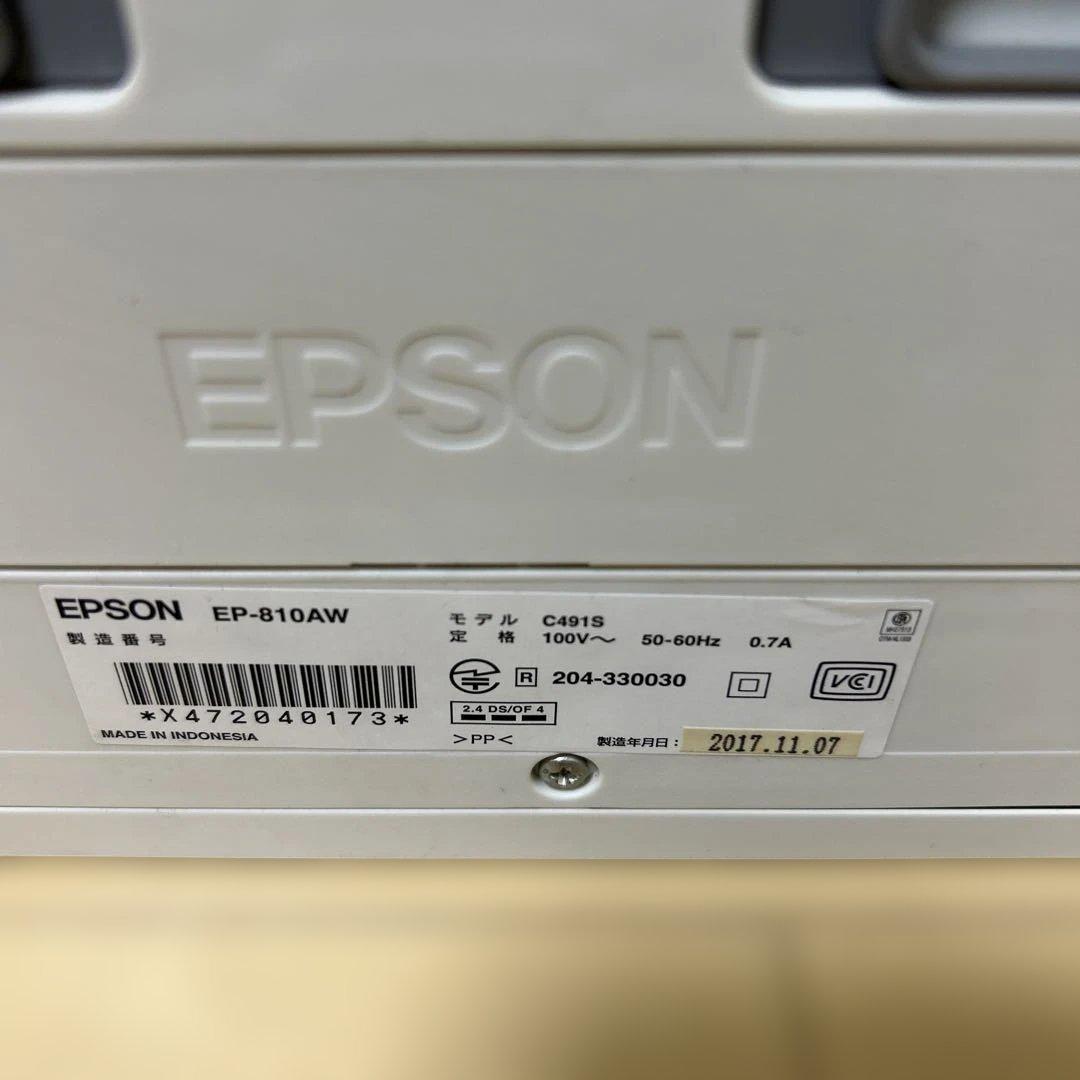 EPSON
EPSON EP-810AW
製造番号
*X472040173*
MADE IN INDONESIA
モデル C491S
定格 100V～ 50-60Hz 0.7A
R 204-330030
2.4 DS/OF 4
>PP<
製造年月日： 2017.11.07
VCCI